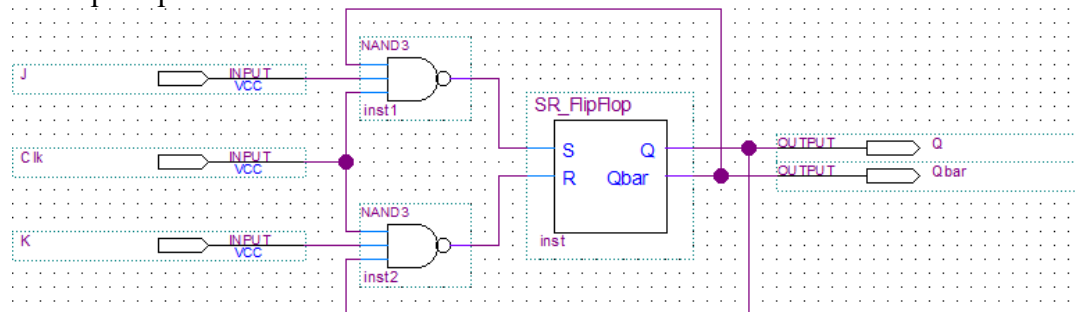 NAND3
J
INPUT
VCC
inst1
SR_FlipFlop
Clk
INPUT
VCC
S
Q
R
Qbar
OUTPUT
Q
OUTPUT
Qbar
NAND3
K
INPUT
VCC
inst
inst2